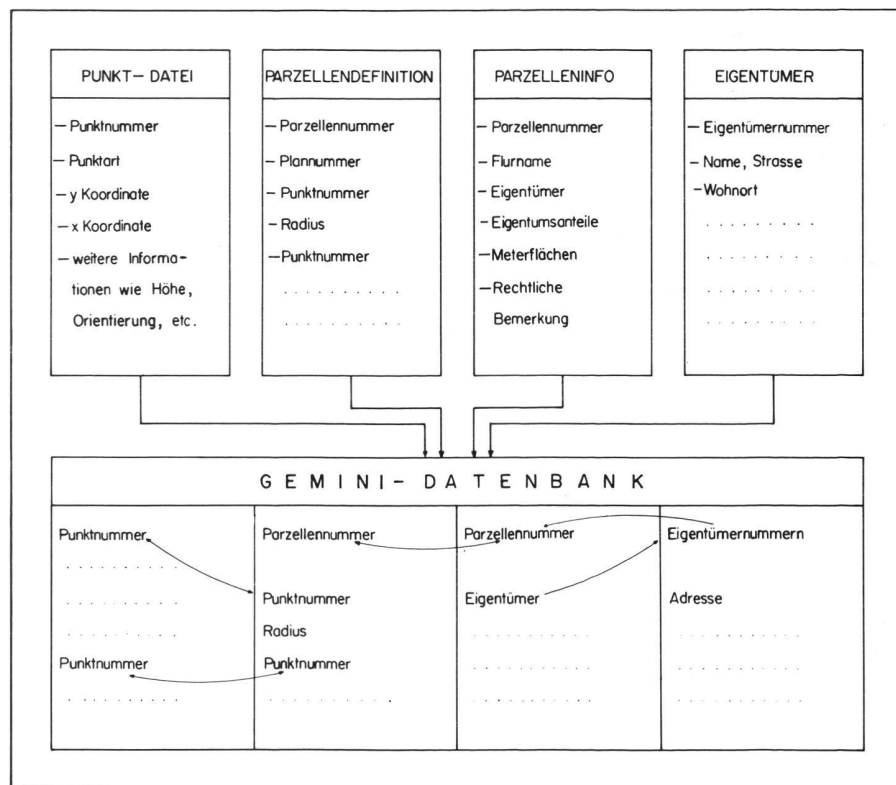 PUNKT-DATEI
- Punktnummer
- Punktart
- y Koordinate
- x Koordinate
- weitere Informa-
tionen wie Höhe,
Orientierung, etc.
PARZELLENDEFINITION
- Parzellennummer
- Plannummer
- Punktnummer
- Radius
- Punktnummer
. . . . . . . . . .
. . . . . . . . . .
PARZELLENINFO
- Parzellennummer
- Flurname
- Eigentümer
- Eigentumsanteile
- Meterflächen
- Rechtliche
Bemerkung
EIGENTÜMER
- Eigentümernummer
- Name, Strasse
- Wohnort
. . . . . . . . .
. . . . . . . . .
. . . . . . . . .
. . . . . . . . .
GEMINI-DATENBANK
Punktnummer
. . . . . . . . . .
. . . . . . . . . .
. . . . . . . . . .
Punktnummer
. . . . . . . . . .
Parzellennummer
Punktnummer
Radius
Punktnummer
. . . . . . . . . .
Parzellennummer
Eigentümer
. . . . . . . . . .
. . . . . . . . . .
. . . . . . . . . .
Eigentümernummern
Adresse
. . . . . . . . . .
. . . . . . . . . .
. . . . . . . . . .